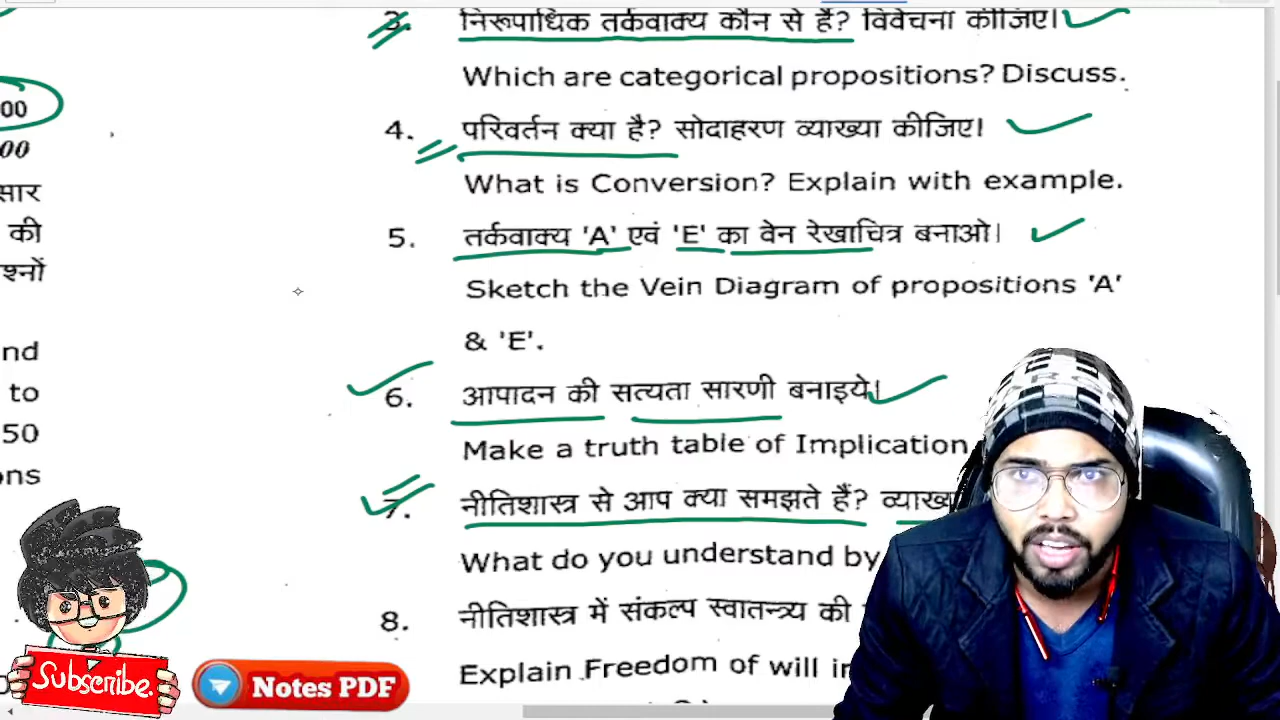 00
00
सार
की
श्नों
nd
to
50
ons
3. निरूपाधिक तर्कवाक्य कौन से हैं? विवेचना कीजिए।
Which are categorical propositions? Discuss.
4. परिवर्तन क्या है? सोदाहरण व्याख्या कीजिए।
What is Conversion? Explain with example.
5. तर्कवाक्य 'A' एवं 'E' का वेन रेखाचित्र बनाओ।
Sketch the Vein Diagram of propositions 'A'
& 'E'.
6. आपादन की सत्यता सारणी बनाइये।
Make a truth table of Implication
7. नीतिशास्त्र से आप क्या समझते हैं?
What do you understand by
8. नीतिशास्त्र में संकल्प स्वातन्त्र्य की
Explain Freedom of will in
Subscribe.
Notes PDF